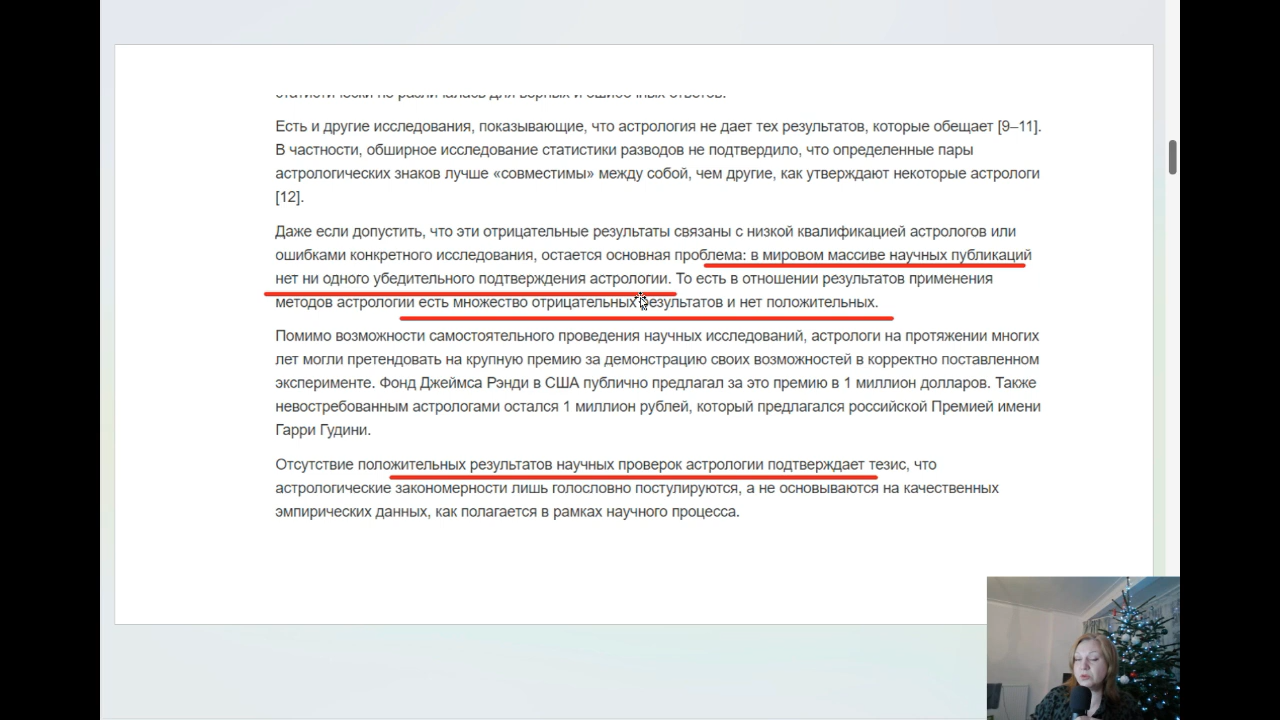 статистически не различалась для верных и ошибочных ответов.
Есть и другие исследования, показывающие, что астрология не дает тех результатов, которые обещает [9–11].
В частности, обширное исследование статистики разводов не подтвердило, что определенные пары
астрологических знаков лучше «совместимы» между собой, чем другие, как утверждают некоторые астрологи
[12].
Даже если допустить, что эти отрицательные результаты связаны с низкой квалификацией астрологов или
ошибками конкретного исследования, остается основная проблема: в мировом массиве научных публикаций
нет ни одного убедительного подтверждения астрологии. То есть в отношении результатов применения
методов астрологии есть множество отрицательных результатов и нет положительных.
Помимо возможности самостоятельного проведения научных исследований, астрологи на протяжении многих
лет могли претендовать на крупную премию за демонстрацию своих возможностей в корректно поставленном
эксперименте. Фонд Джеймса Рэнди в США публично предлагал за это премию в 1 миллион долларов. Также
невостребованным астрологами остался 1 миллион рублей, который предлагался российской Премией имени
Гарри Гудини.
Отсутствие положительных результатов научных проверок астрологии подтверждает тезис, что
астрологические закономерности лишь голословно постулируются, а не основываются на качественных
эмпирических данных, как полагается в рамках научного процесса.